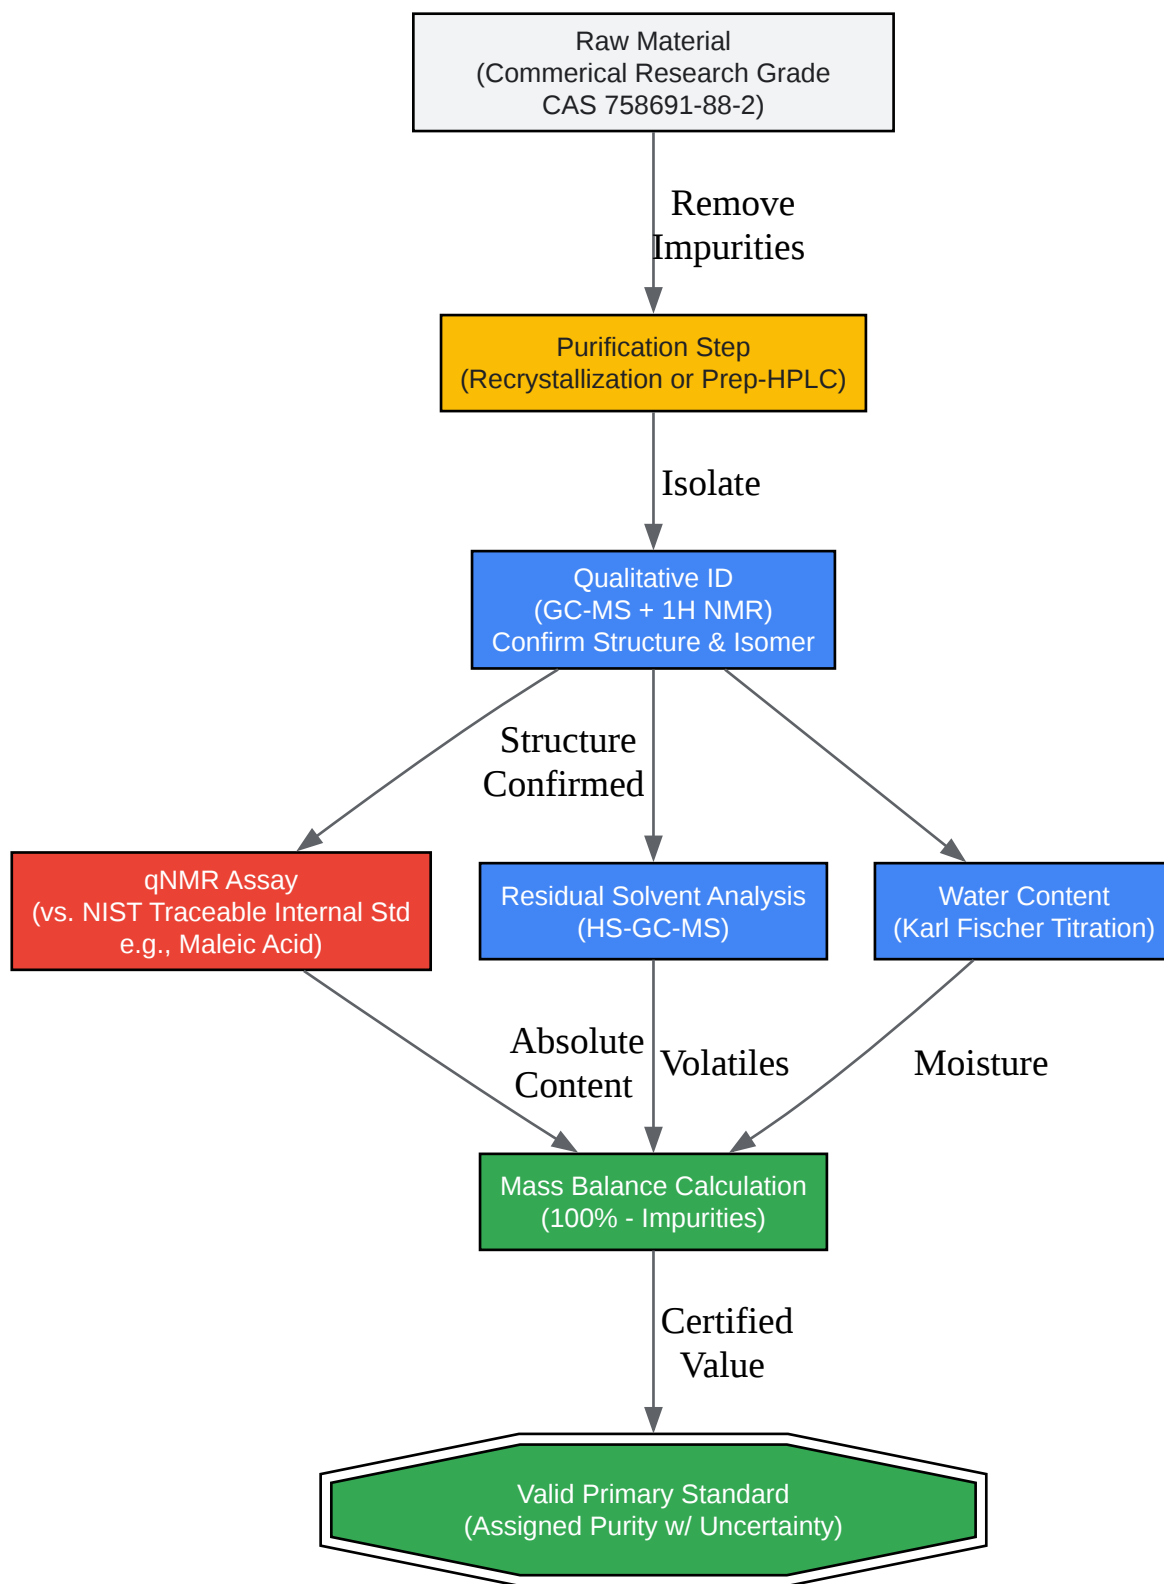 Raw Material
(Commerical Research Grade
CAS 758691-88-2)
Remove
Impurities
Purification Step
(Recrystallization or Prep-HPLC)
Isolate
Qualitative ID
(GC-MS + 1H NMR)
Confirm Structure & Isomer
Structure
Confirmed
qNMR Assay
(vs. NIST Traceable Internal Std
e.g., Maleic Acid)
Residual Solvent Analysis
(HS-GC-MS)
Water Content
(Karl Fischer Titration)
Absolute
Content
Volatiles
Moisture
Mass Balance Calculation
(100% - Impurities)
Certified
Value
Valid Primary Standard
(Assigned Purity w/ Uncertainty)